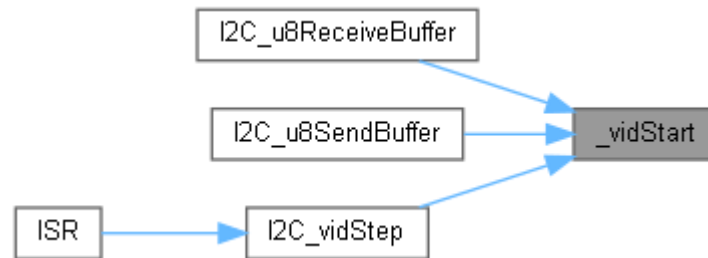 I2C_u8ReceiveBuffer
I2C_u8SendBuffer
_vidStart
ISR
I2C_vidStep